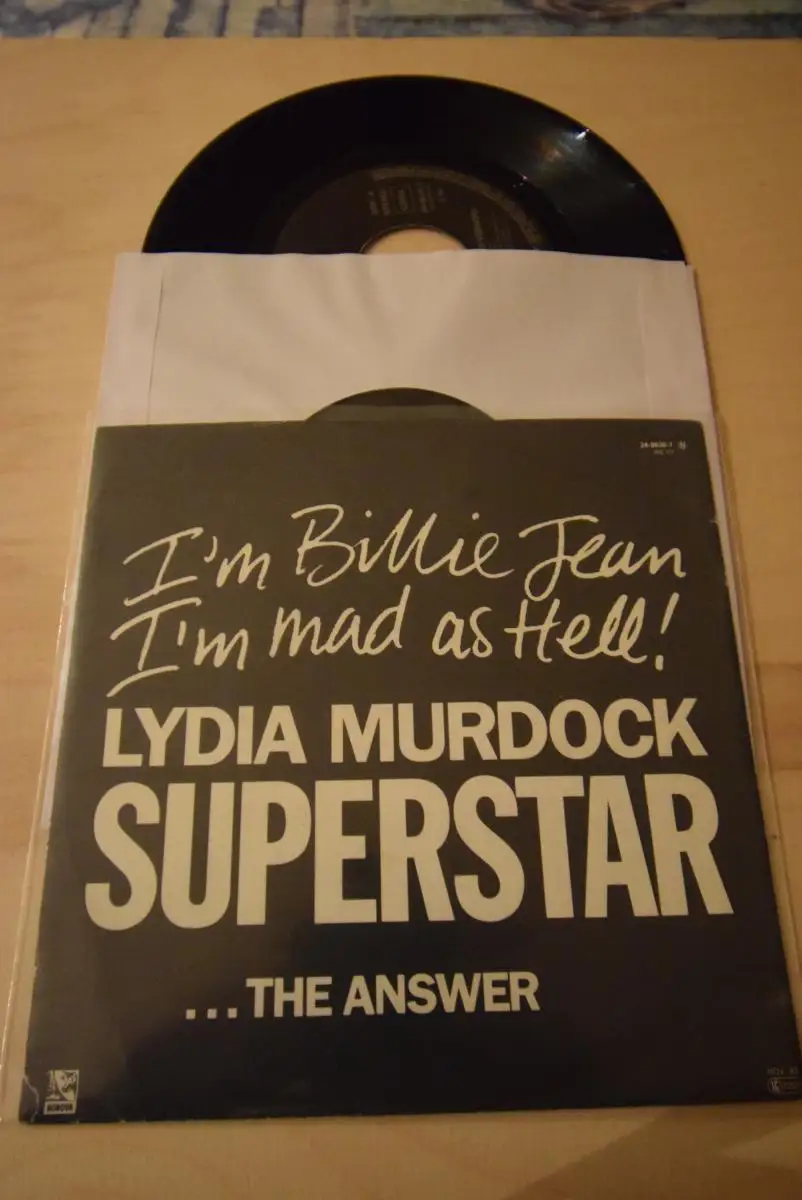 I'm Billie Jean
I'm mad as Hell!
LYDIA MURDOCK
SUPERSTAR
...THE ANSWER